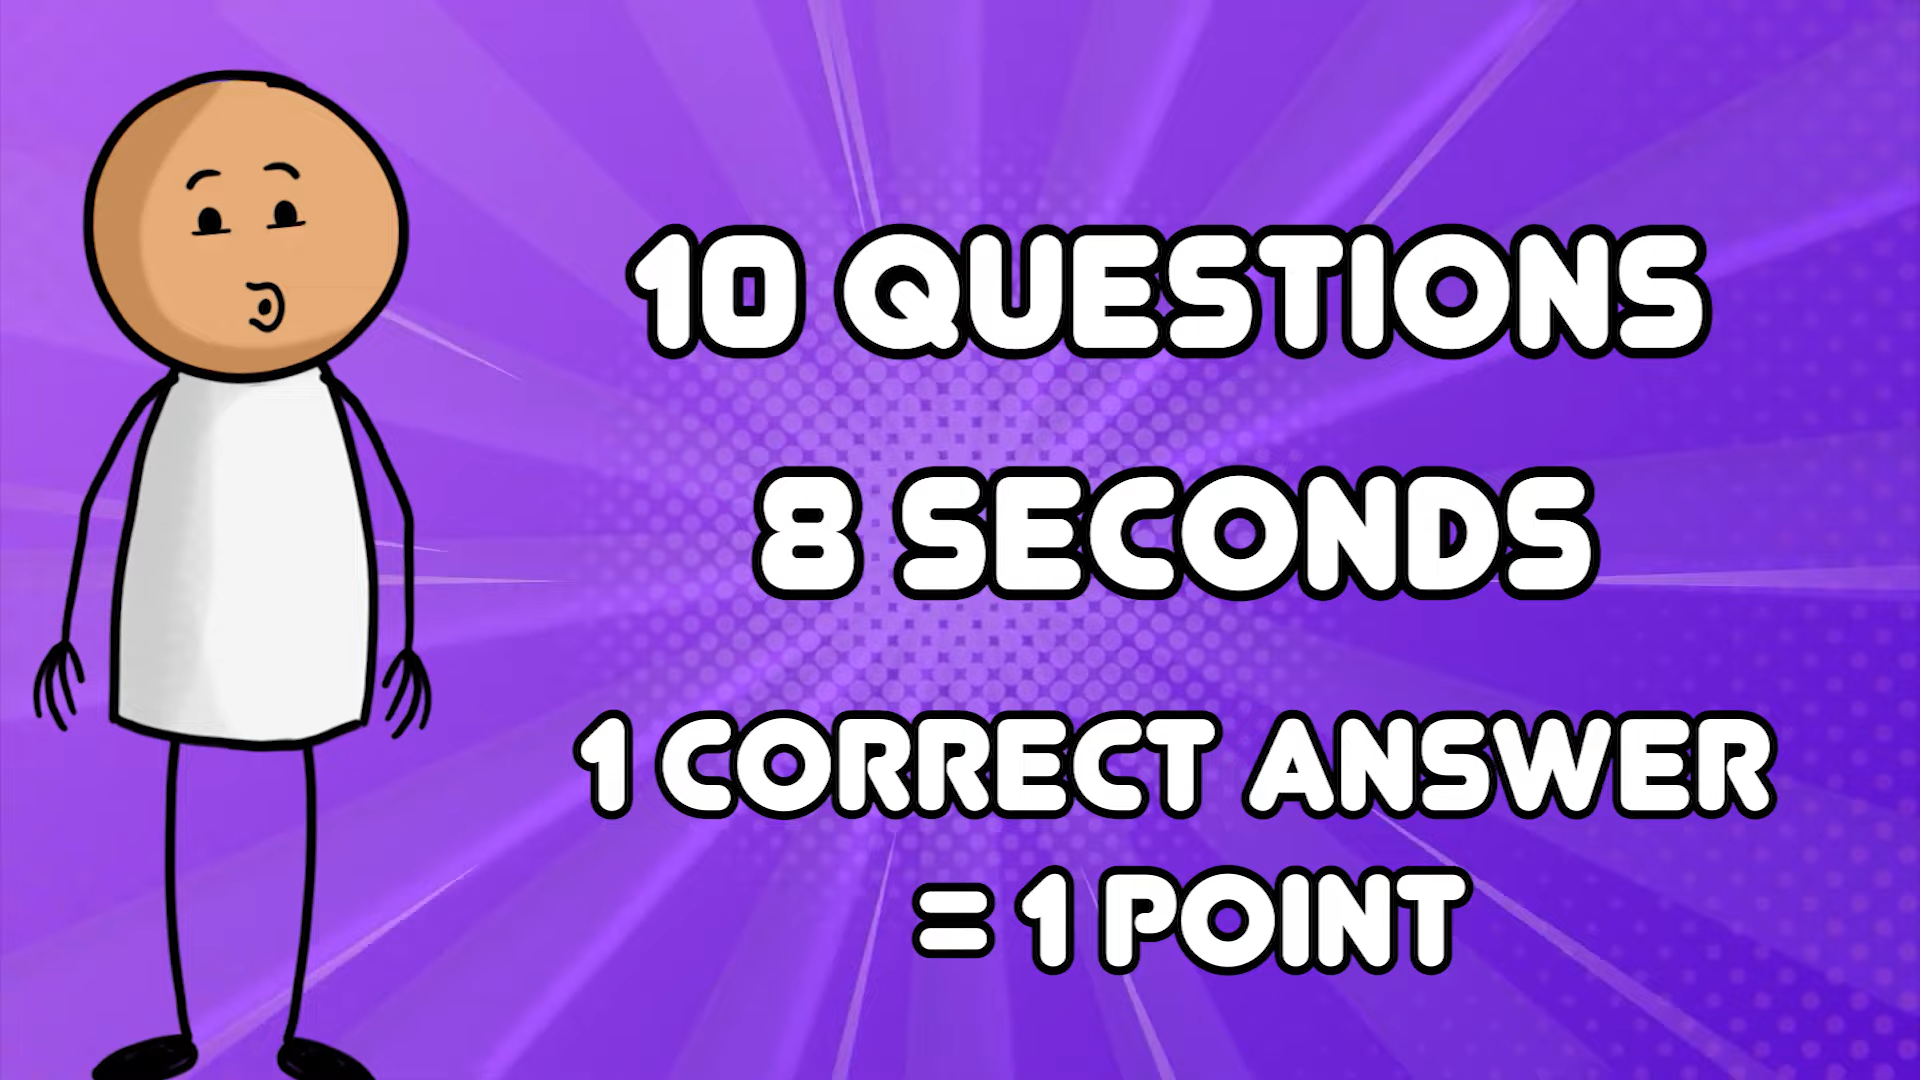 10 QUESTIONS
8 SECONDS
1 CORRECT ANSWER
= 1 POINT